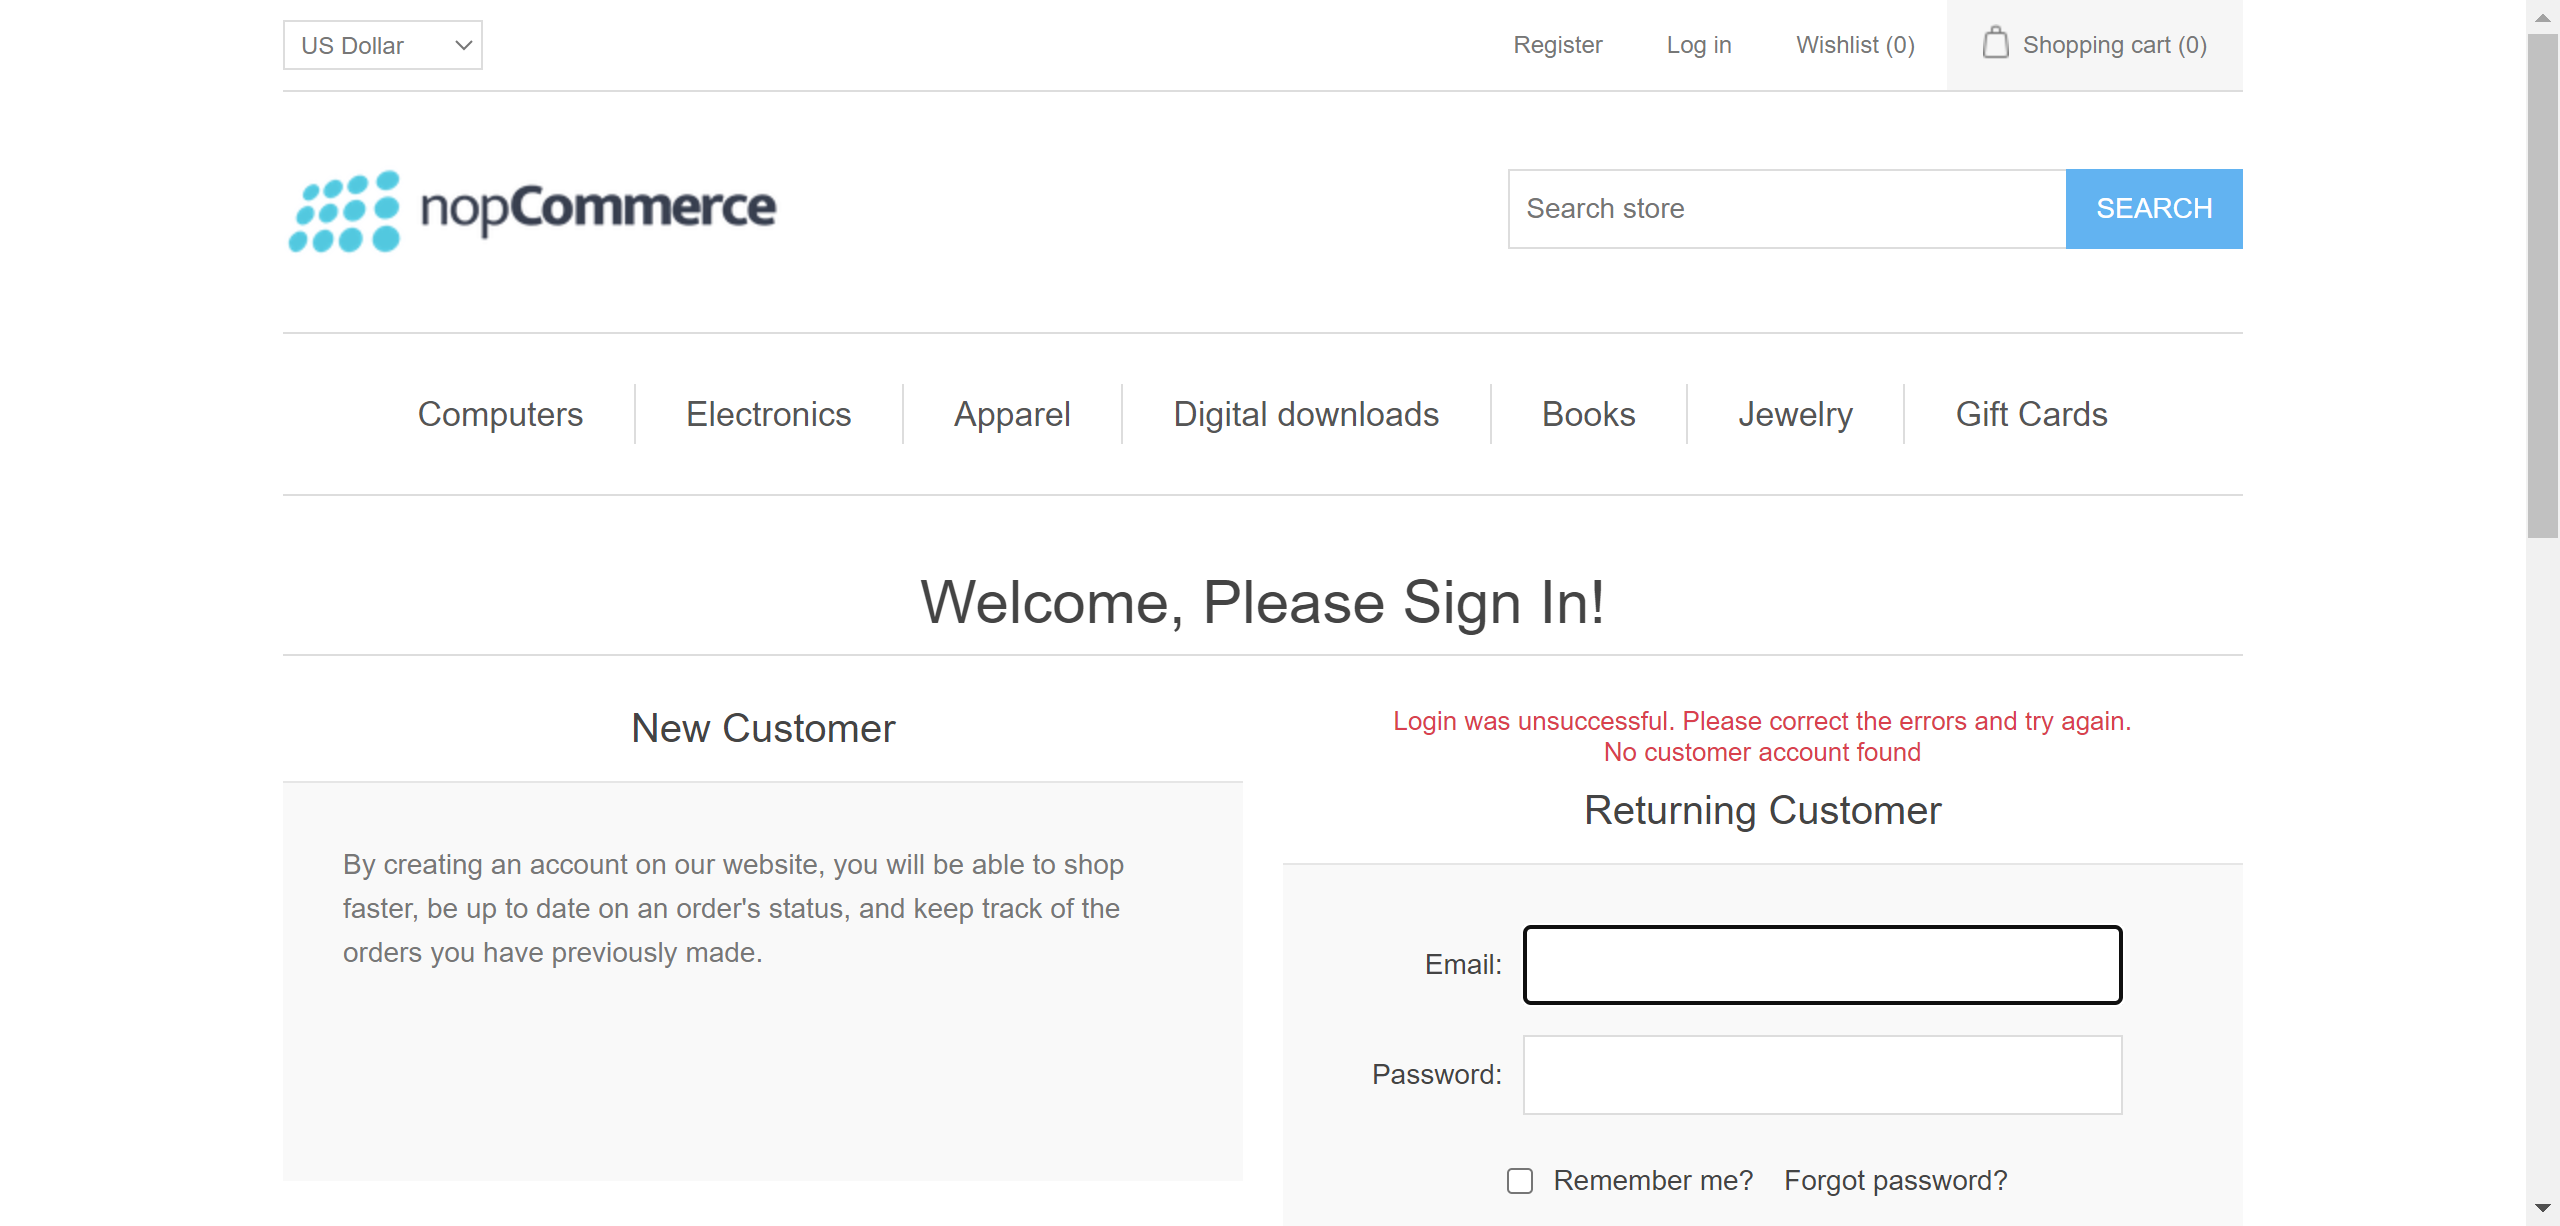 US Dollar
Register
Log in
Wishlist (0)
Shopping cart (0)
nopCommerce
Search store
SEARCH
Computers
Electronics
Apparel
Digital downloads
Books
Jewelry
Gift Cards
Welcome, Please Sign In!
New Customer
By creating an account on our website, you will be able to shop
faster, be up to date on an order's status, and keep track of the
orders you have previously made.
Login was unsuccessful. Please correct the errors and try again.
No customer account found
Returning Customer
Email:
Password:
Remember me?
Forgot password?